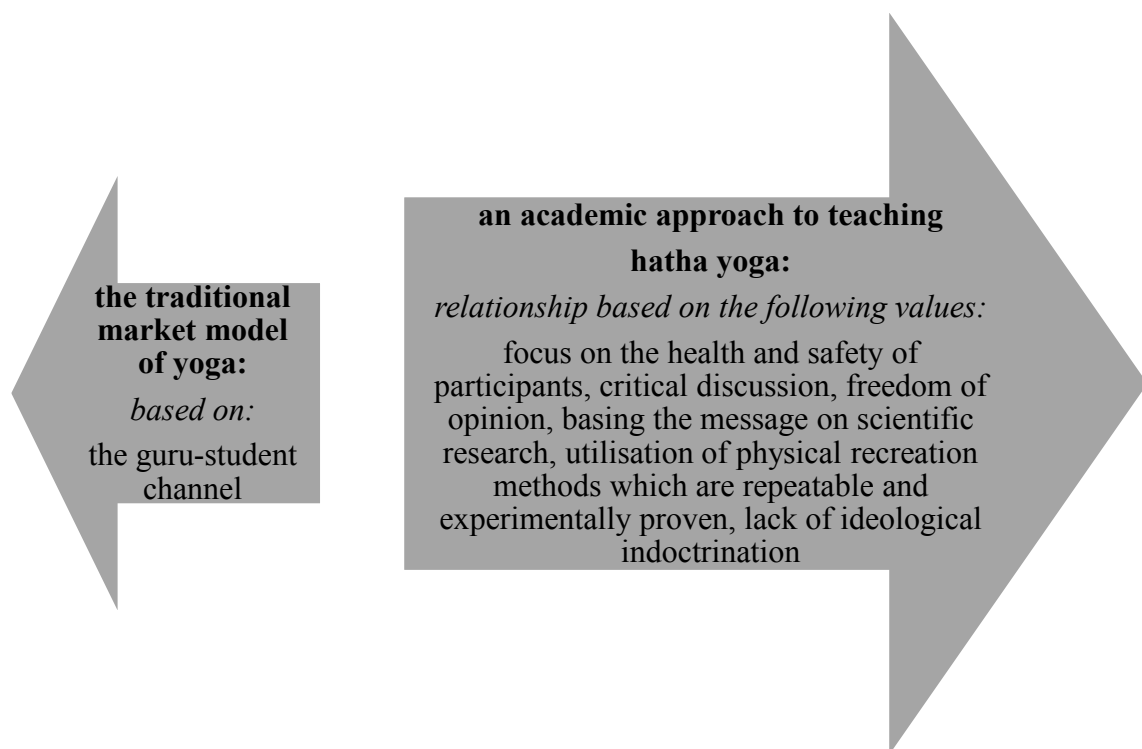 the traditional
market model
of yoga:
based on:
the guru-student
channel
an academic approach to teaching
hatha yoga:
relationship based on the following values:
focus on the health and safety of
participants, critical discussion, freedom of
opinion, basing the message on scientific
research, utilisation of physical recreation
methods which are repeatable and
experimentally proven, lack of ideological
indoctrination